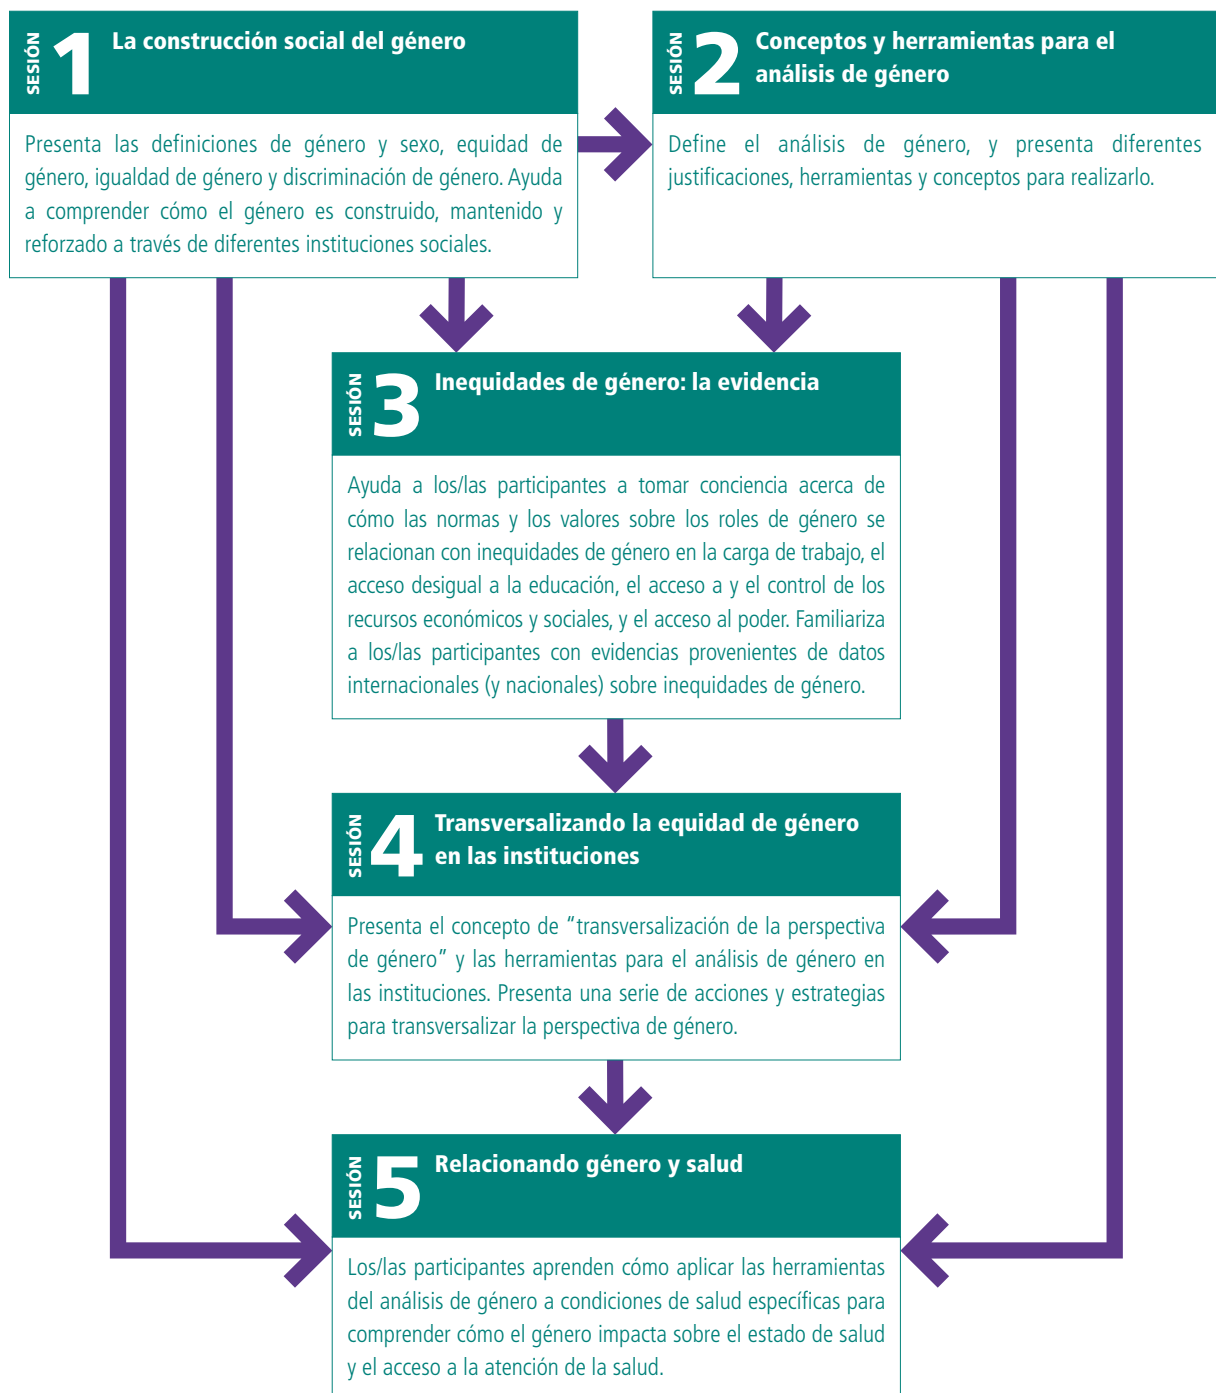 SESIÓN 1 La construcción social del género
Presenta las definiciones de género y sexo, equidad de
género, igualdad de género y discriminación de género. Ayuda
a comprender cómo el género es construido, mantenido y
reforzado a través de diferentes instituciones sociales.
SESIÓN 2 Conceptos y herramientas para el
análisis de género
Define el análisis de género, y presenta diferentes
justificaciones, herramientas y conceptos para realizarlo.
SESIÓN 3 Inequidades de género: la evidencia
Ayuda a los/las participantes a tomar conciencia acerca de
cómo las normas y los valores sobre los roles de género se
relacionan con inequidades de género en la carga de trabajo, el
acceso desigual a la educación, el acceso a y el control de los
recursos económicos y sociales, y el acceso al poder. Familiariza
a los/las participantes con evidencias provenientes de datos
internacionales (y nacionales) sobre inequidades de género.
SESIÓN 4 Transversalizando la equidad de género
en las instituciones
Presenta el concepto de “transversalización de la perspectiva
de género” y las herramientas para el análisis de género en
las instituciones. Presenta una serie de acciones y estrategias
para transversalizar la perspectiva de género.
SESIÓN 5 Relacionando género y salud
Los/las participantes aprenden cómo aplicar las herramientas
del análisis de género a condiciones de salud específicas para
comprender cómo el género impacta sobre el estado de salud
y el acceso a la atención de la salud.